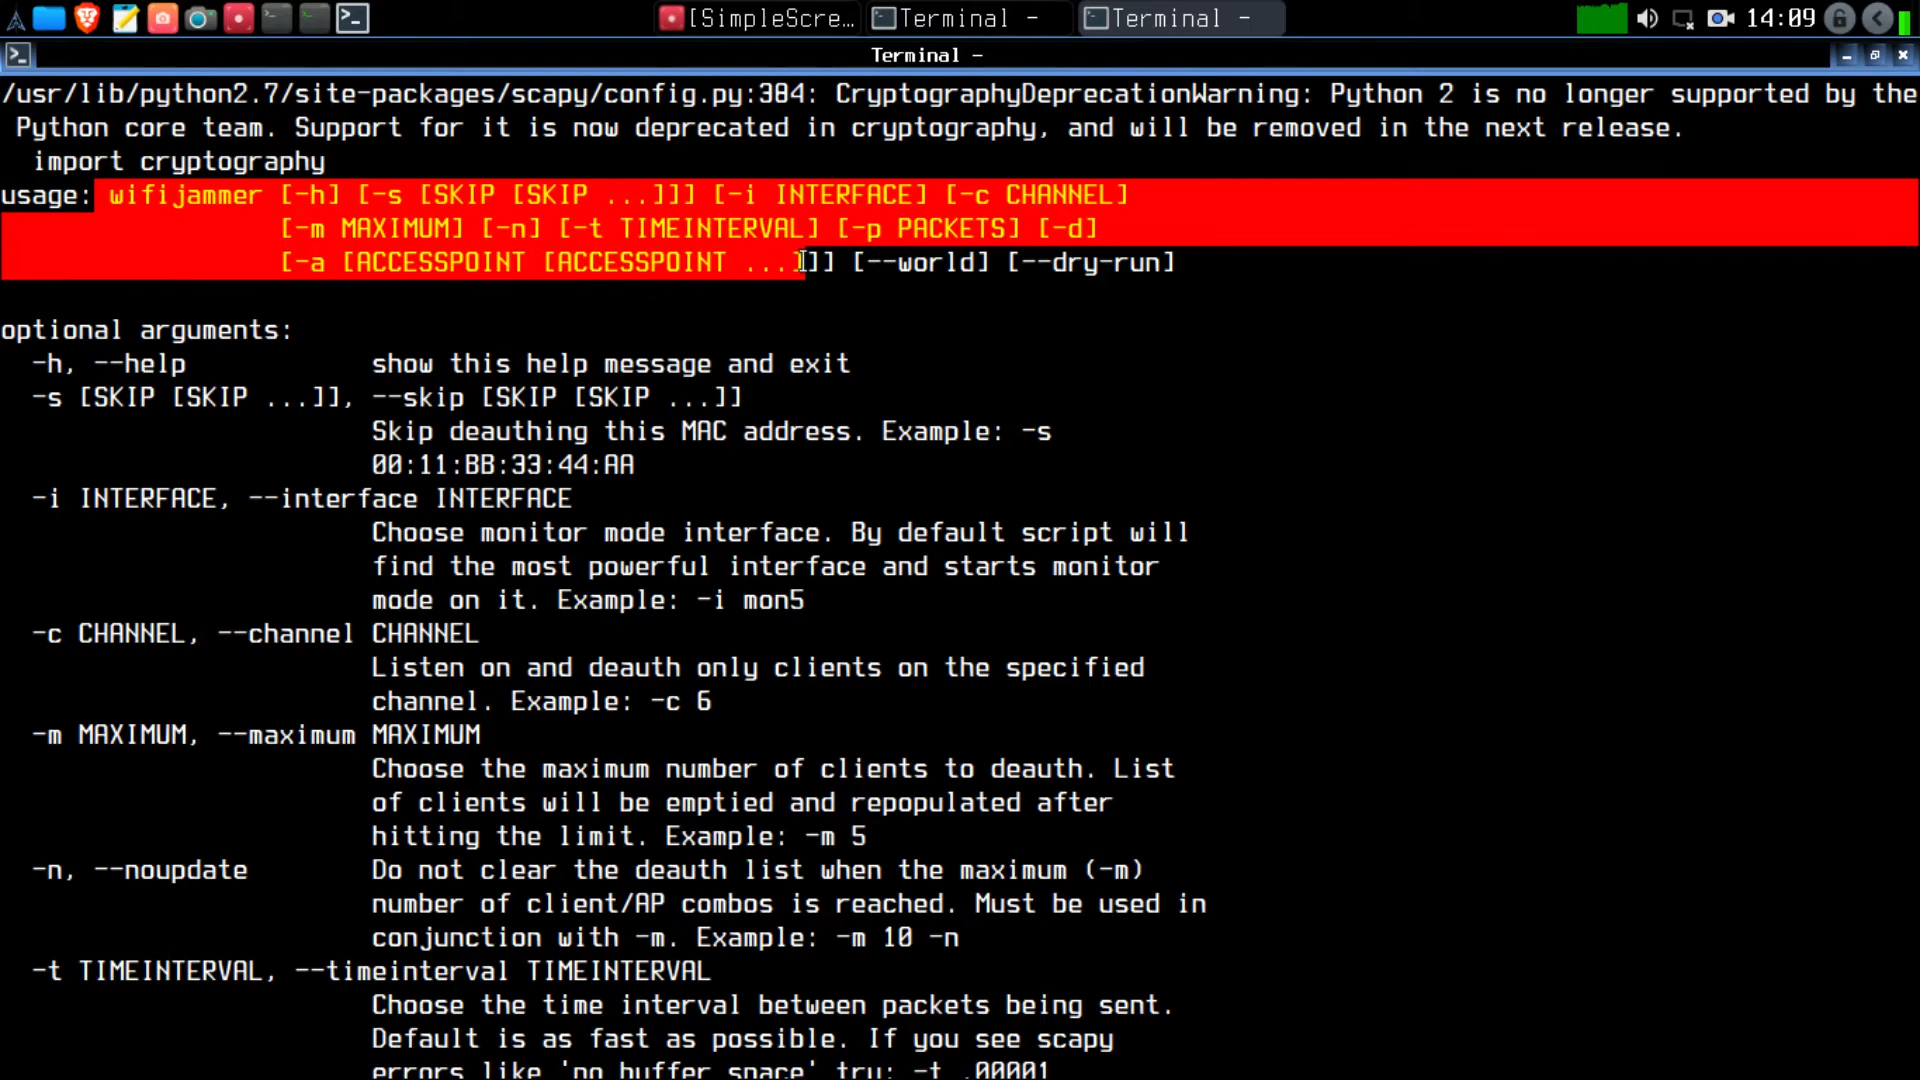 [SimpleScre… Terminal - Terminal - 14:09
Terminal -
/usr/lib/python2.7/site-packages/scapy/config.py:384: CryptographyDeprecationWarning: Python 2 is no longer supported by the
Python core team. Support for it is now deprecated in cryptography, and will be removed in the next release.
import cryptography
usage: wifijammer [-h] [-s [SKIP [SKIP ...]]] [-i INTERFACE] [-c CHANNEL]
[-m MAXIMUM] [-n] [-t TIMEINTERVAL] [-p PACKETS] [-d]
[-a [ACCESSPOINT [ACCESSPOINT ...]]] [--world] [--dry-run]
optional arguments:
-h, --help show this help message and exit
-s [SKIP [SKIP ...]], --skip [SKIP [SKIP ...]]
Skip deauthing this MAC address. Example: -s
00:11:BB:33:44:AA
-i INTERFACE, --interface INTERFACE
Choose monitor mode interface. By default script will
find the most powerful interface and starts monitor
mode on it. Example: -i mon5
-c CHANNEL, --channel CHANNEL
Listen on and deauth only clients on the specified
channel. Example: -c 6
-m MAXIMUM, --maximum MAXIMUM
Choose the maximum number of clients to deauth. List
of clients will be emptied and repopulated after
hitting the limit. Example: -m 5
-n, --noupdate Do not clear the deauth list when the maximum (-m)
number of client/AP combos is reached. Must be used in
conjunction with -m. Example: -m 10 -n
-t TIMEINTERVAL, --timeinterval TIMEINTERVAL
Choose the time interval between packets being sent.
Default is as fast as possible. If you see scapy
errors like 'no buffer space' try: -t .00001